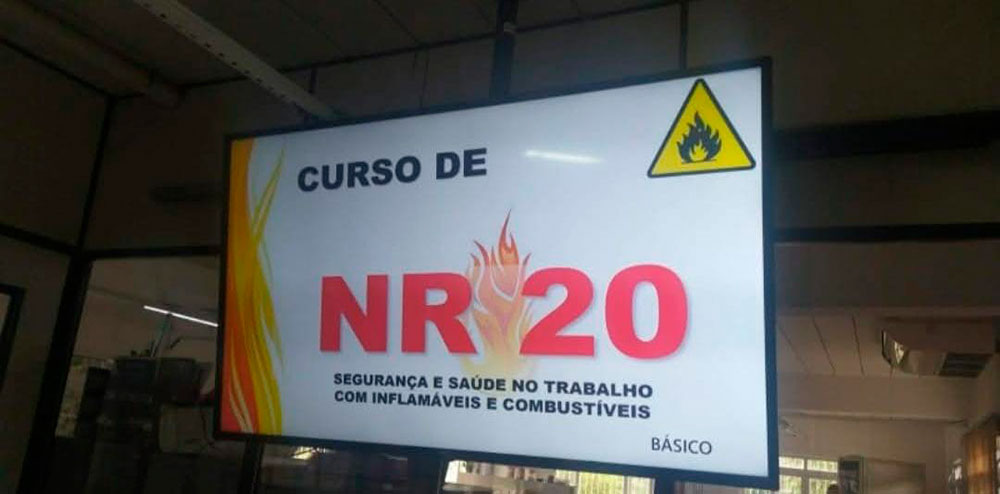 CURSO DE
NR 20
SEGURANÇA E SAÚDE NO TRABALHO
COM INFLAMÁVEIS E COMBUSTÍVEIS
BÁSICO